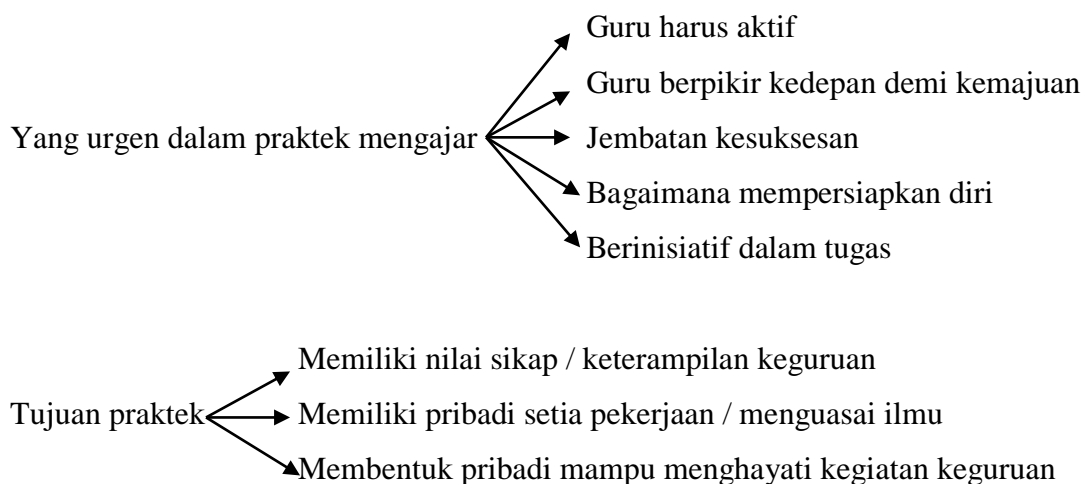 Guru harus aktif
Guru berpikir kedepan demi kemajuan
Yang urgen dalam praktek mengajar
Jembatan kesuksesan
Bagaimana mempersiapkan diri
Berinisiatif dalam tugas
Memiliki nilai sikap / keterampilan keguruan
Tujuan praktek
Memiliki pribadi setia pekerjaan / menguasai ilmu
Membentuk pribadi mampu menghayati kegiatan keguruan